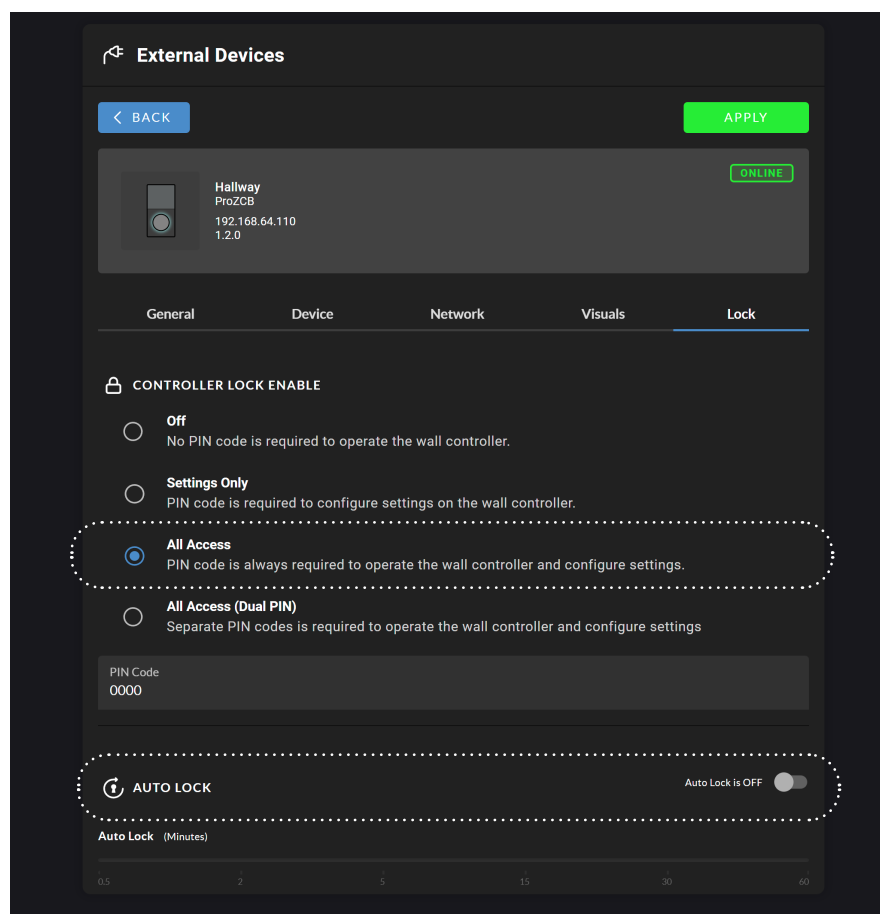 External Devices
BACK
APPLY
ONLINE
Hallway
ProZCB
192.168.64.110
1.2.0
General Device Network Visuals Lock
CONTROLLER LOCK ENABLE
Off
No PIN code is required to operate the wall controller.
Settings Only
PIN code is required to configure settings on the wall controller.
All Access
PIN code is always required to operate the wall controller and configure settings.
All Access (Dual PIN)
Separate PIN codes is required to operate the wall controller and configure settings
PIN Code
0000
AUTO LOCK
Auto Lock is OFF
Auto Lock (Minutes)
0.5 2 5 15 30 60